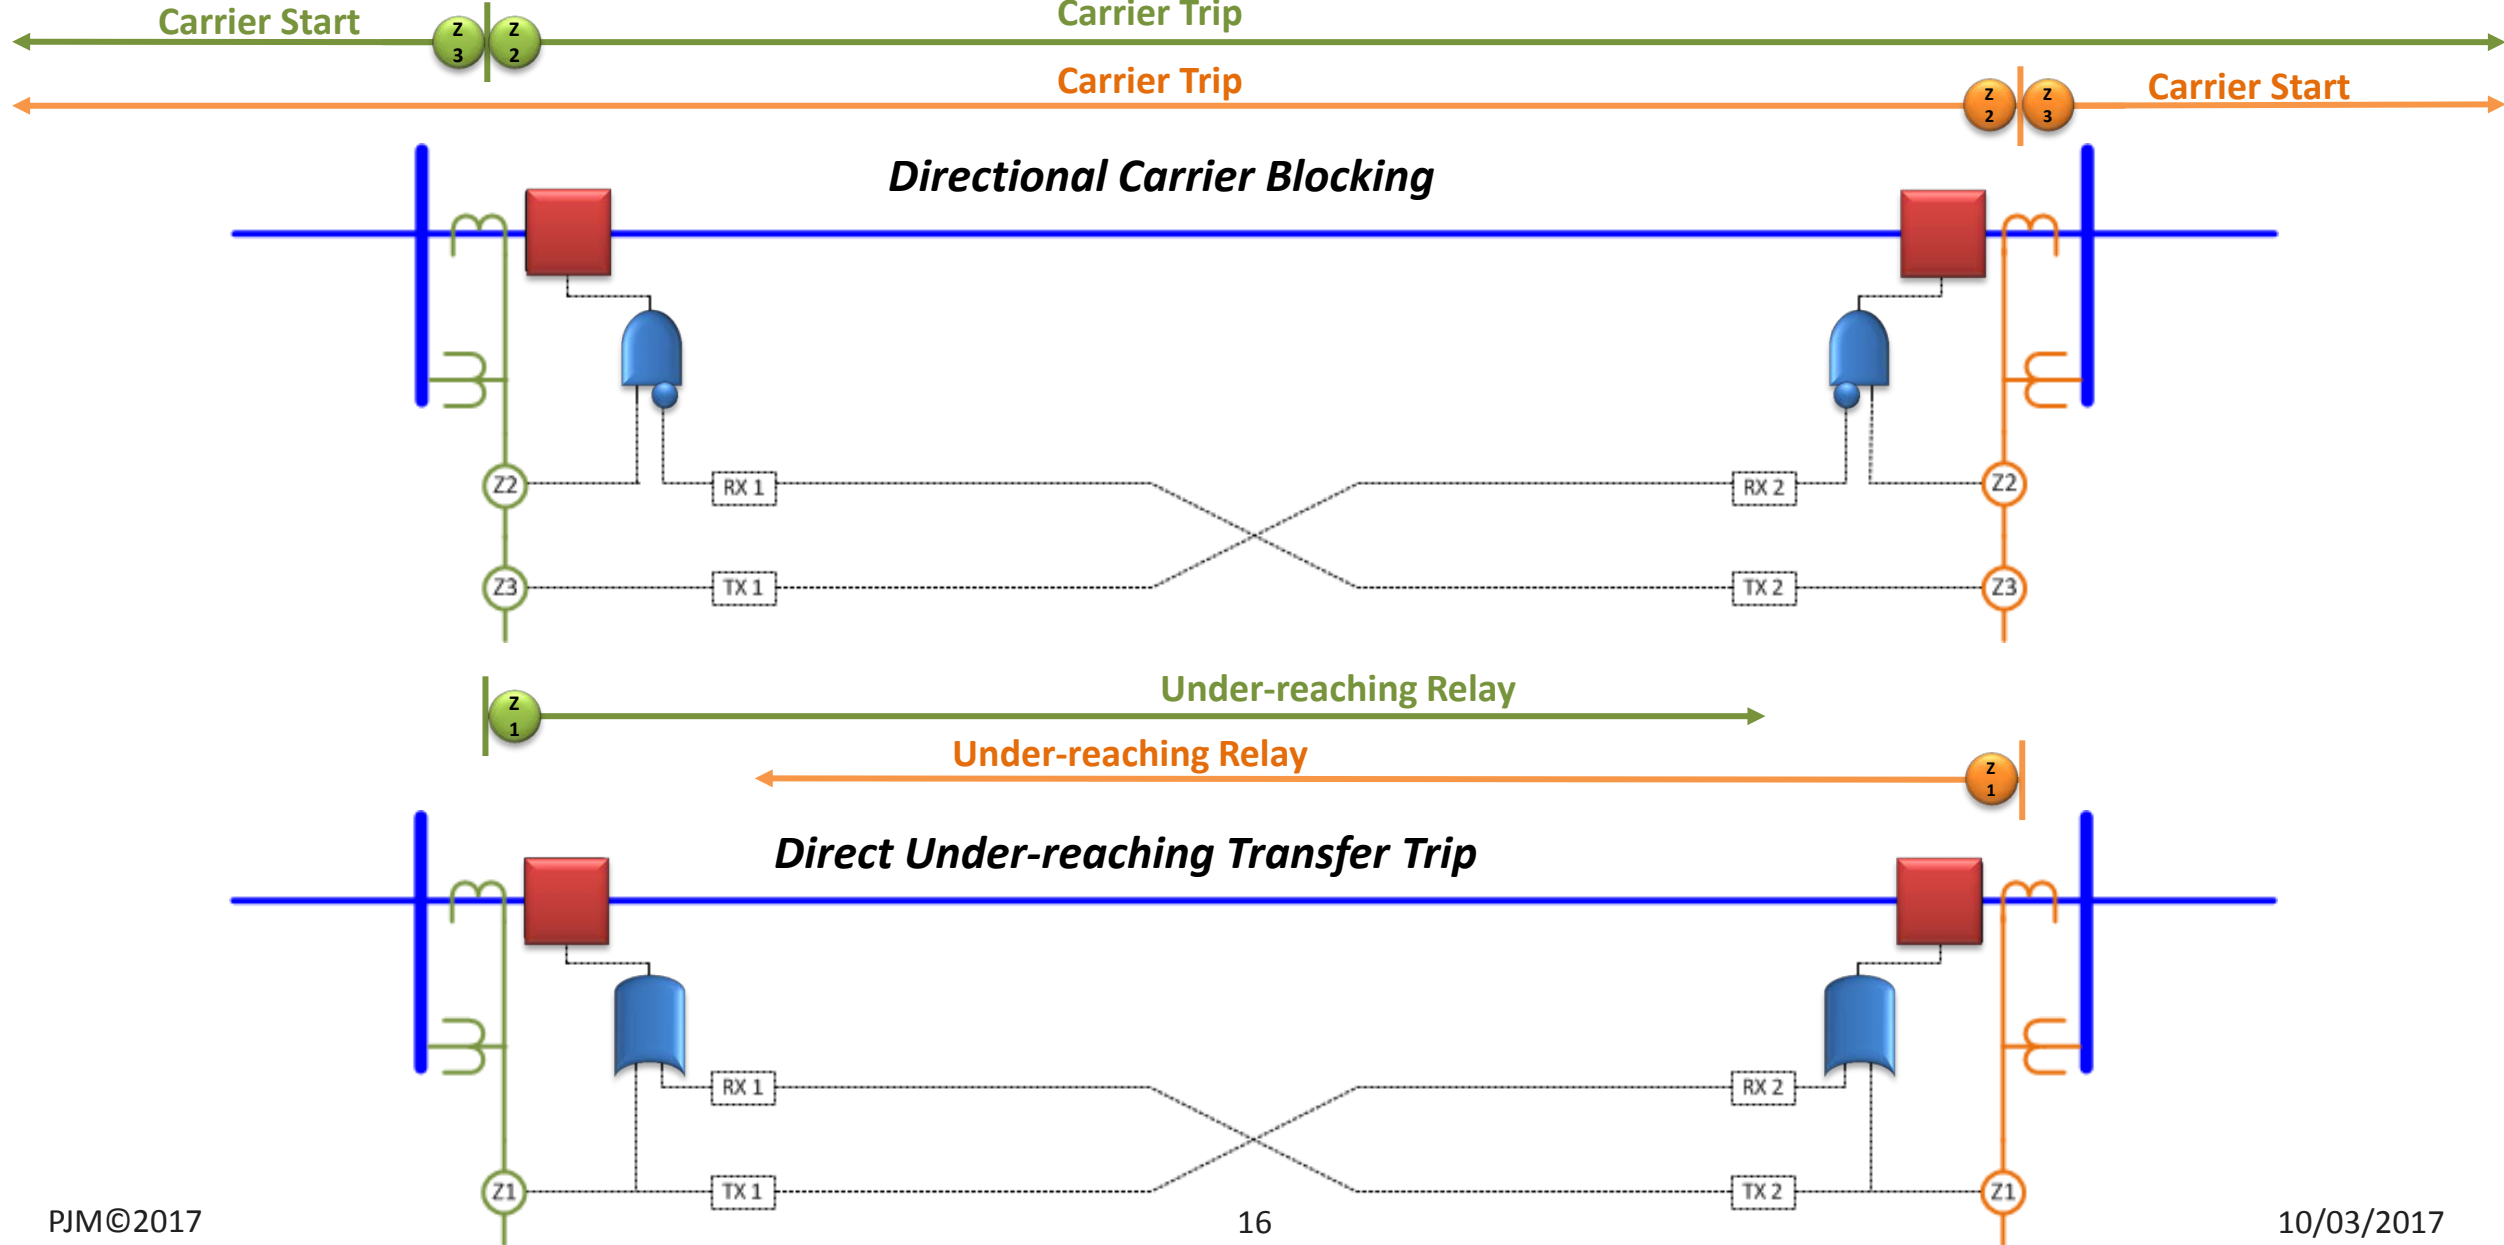 Carrier Start
Carrier Trip
Z
3
Z
2
Carrier Trip
Carrier Start
Z
2
Z
3
Directional Carrier Blocking
Z2
RX 1
RX 2
Z2
Z3
TX 1
TX 2
Z3
Under-reaching Relay
Z
1
Under-reaching Relay
Z
1
Direct Under-reaching Transfer Trip
RX 1
RX 2
Z1
TX 1
TX 2
Z1
PJM©2017
16
10/03/2017